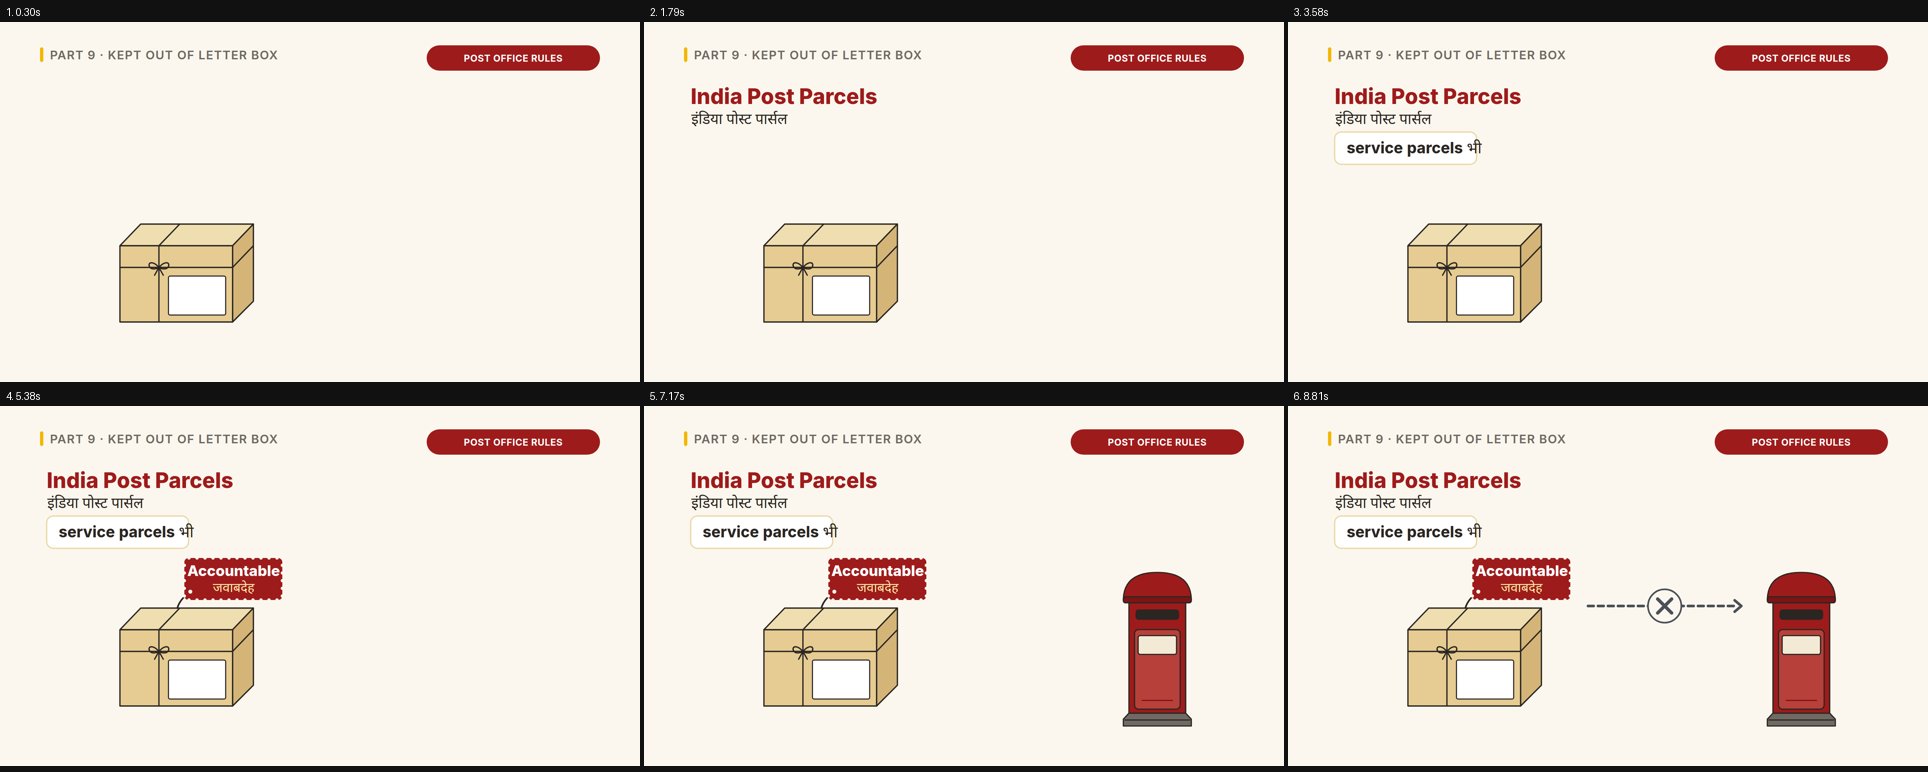 1. 0.30s
PART 9 · KEPT OUT OF LETTER BOX
POST OFFICE RULES
2. 1.79s
PART 9 · KEPT OUT OF LETTER BOX
POST OFFICE RULES
India Post Parcels
इंडिया पोस्ट पार्सल
3. 3.58s
PART 9 · KEPT OUT OF LETTER BOX
POST OFFICE RULES
India Post Parcels
इंडिया पोस्ट पार्सल
service parcels भी
4. 5.38s
PART 9 · KEPT OUT OF LETTER BOX
POST OFFICE RULES
India Post Parcels
इंडिया पोस्ट पार्सल
service parcels भी
Accountable
जवाबदेह
5. 7.17s
PART 9 · KEPT OUT OF LETTER BOX
POST OFFICE RULES
India Post Parcels
इंडिया पोस्ट पार्सल
service parcels भी
Accountable
जवाबदेह
6. 8.81s
PART 9 · KEPT OUT OF LETTER BOX
POST OFFICE RULES
India Post Parcels
इंडिया पोस्ट पार्सल
service parcels भी
Accountable
जवाबदेह